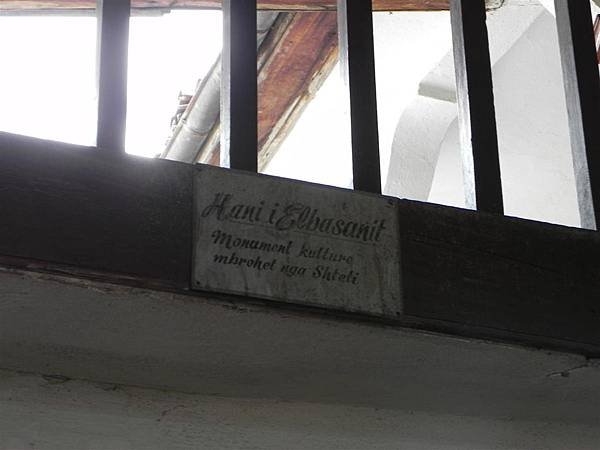 Hani i Elbasanit
Monument kulture
mbrohet nga Shteti